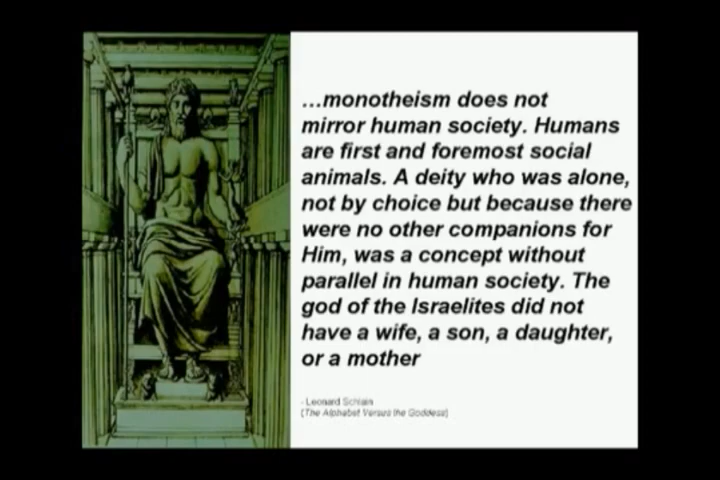 ...monotheism does not
mirror human society. Humans
are first and foremost social
animals. A deity who was alone,
not by choice but because there
were no other companions for
Him, was a concept without
parallel in human society. The
god of the Israelites did not
have a wife, a son, a daughter,
or a mother
- Leonard Schlain
(The Alphabet Versus the Goddess)